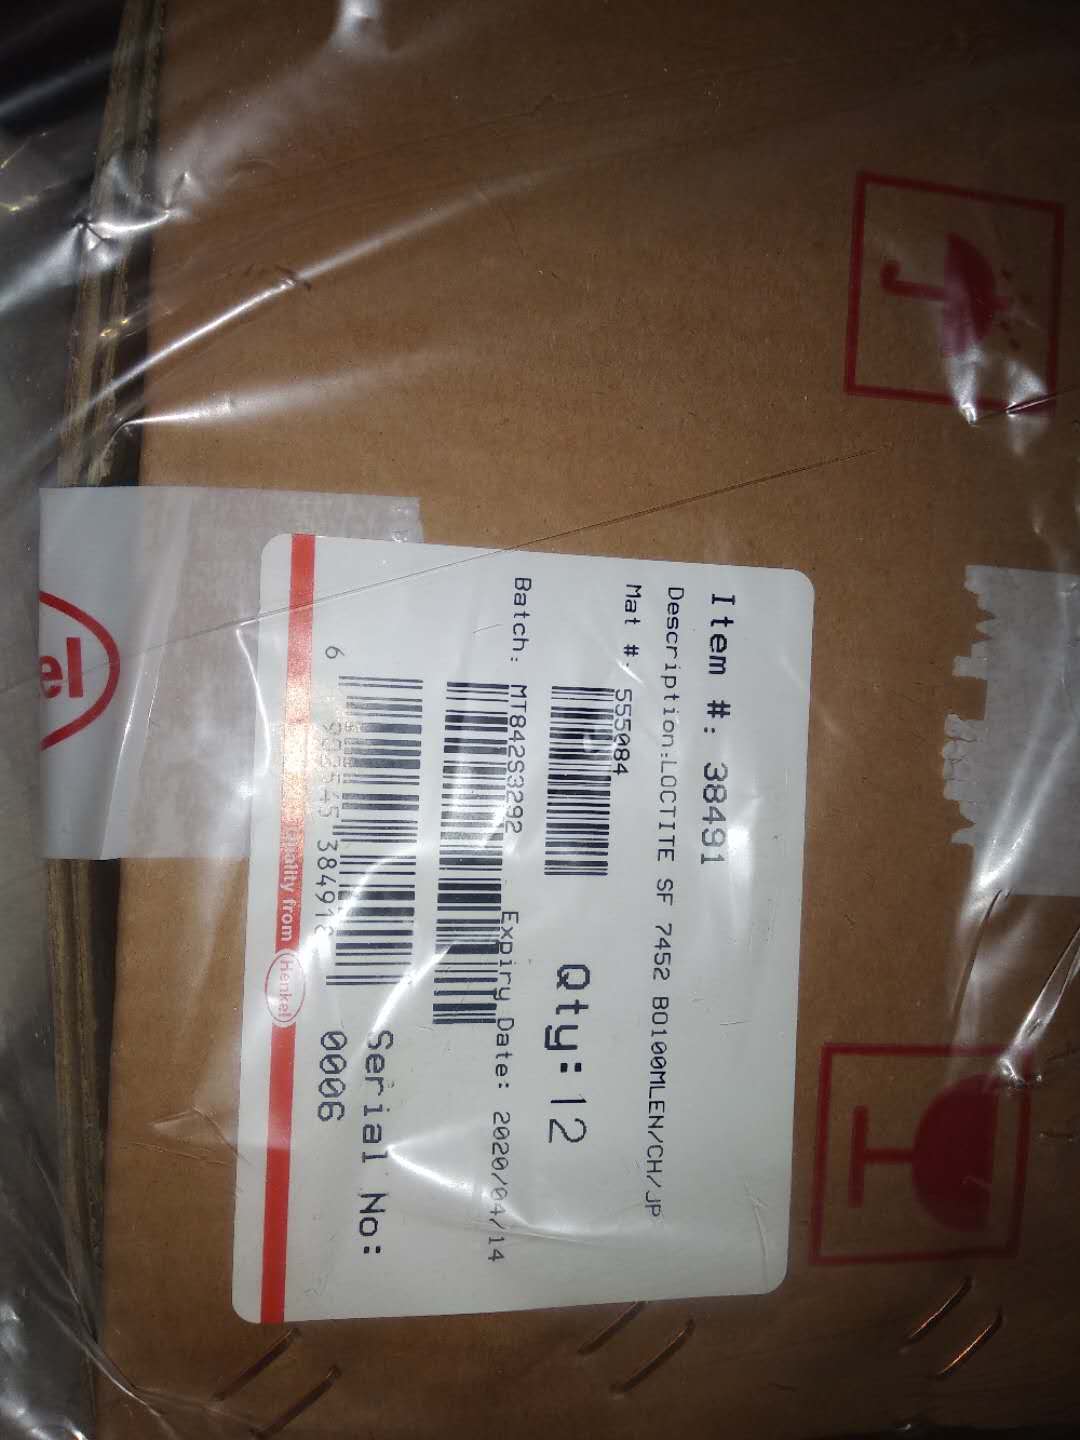 Item #: 38491
Description:LOCTITE SF 7452 BO100MLEN/CH/JP
Mat #: 555084
Qty: 12
Batch: MT842S3292 Expiry Date: 2020/04/14
Serial No:
0006
Quality from Henkel
el